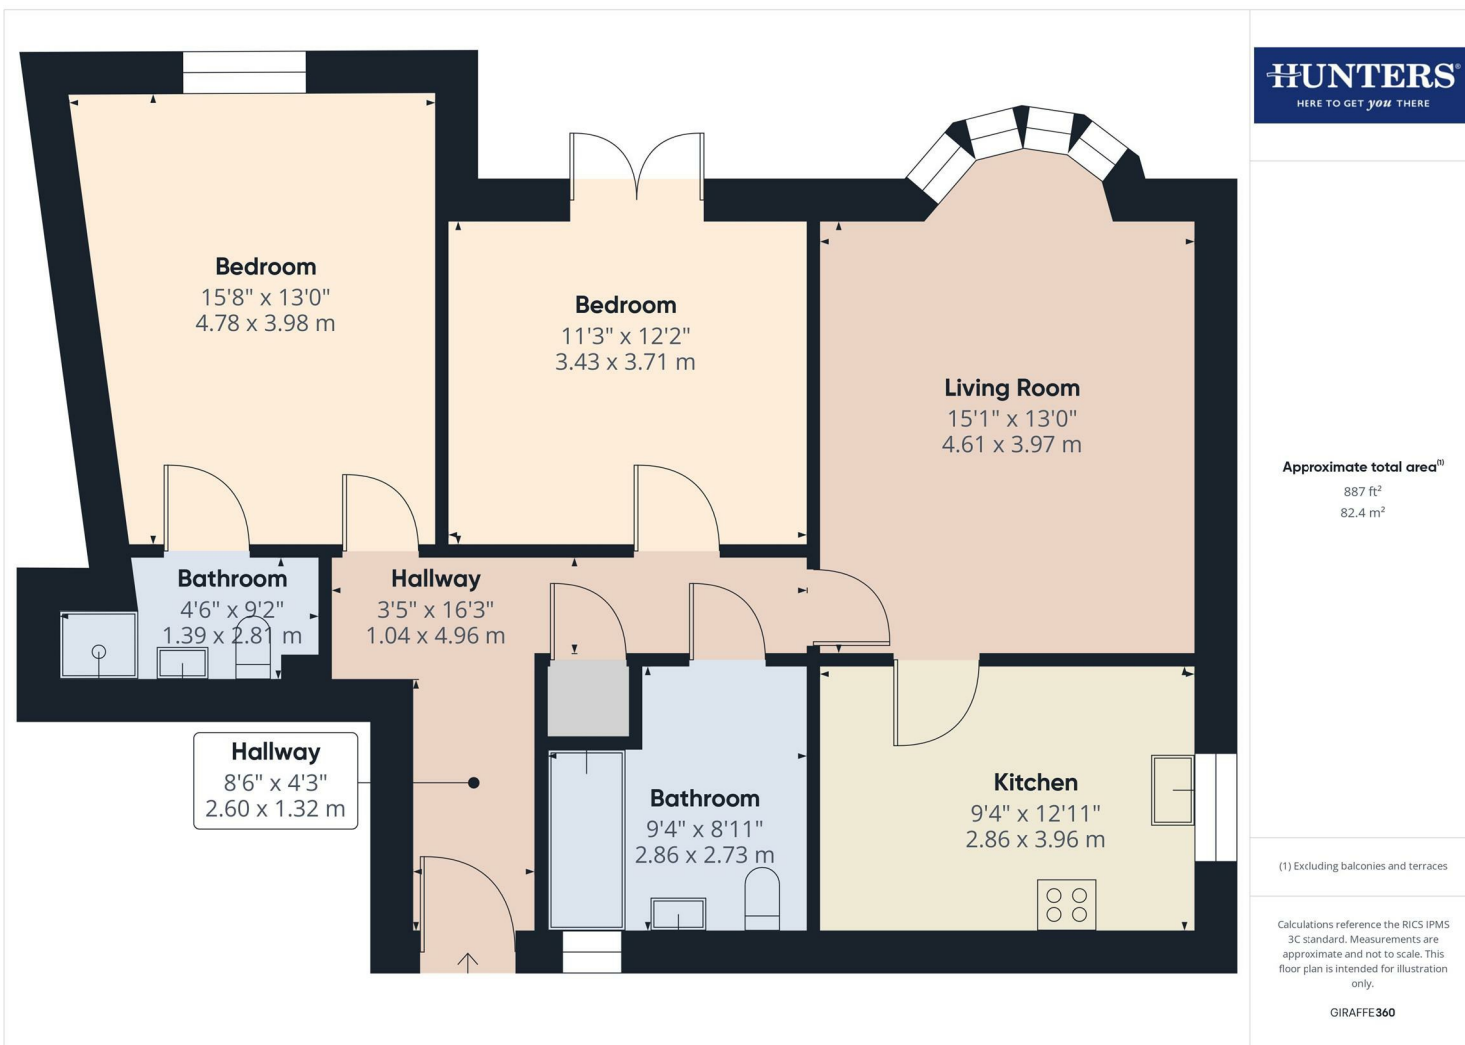 Bedroom
15'8" x 13'0"
4.78 x 3.98 m
Bedroom
11'3" x 12'2"
3.43 x 3.71 m
Living Room
15'1" x 13'0"
4.61 x 3.97 m
Bathroom
4'6" x 9'2"
1.39 x 2.81 m
Hallway
3'5" x 16'3"
1.04 x 4.96 m
Hallway
8'6" x 4'3"
2.60 x 1.32 m
Bathroom
9'4" x 8'11"
2.86 x 2.73 m
Kitchen
9'4" x 12'11"
2.86 x 3.96 m
HUNTERS®
HERE TO GET you THERE
Approximate total area(1)
887 ft²
82.4 m²
(1) Excluding balconies and terraces
Calculations reference the RICS IPMS
3C standard. Measurements are
approximate and not to scale. This
floor plan is intended for illustration
only.
GIRAFFE360